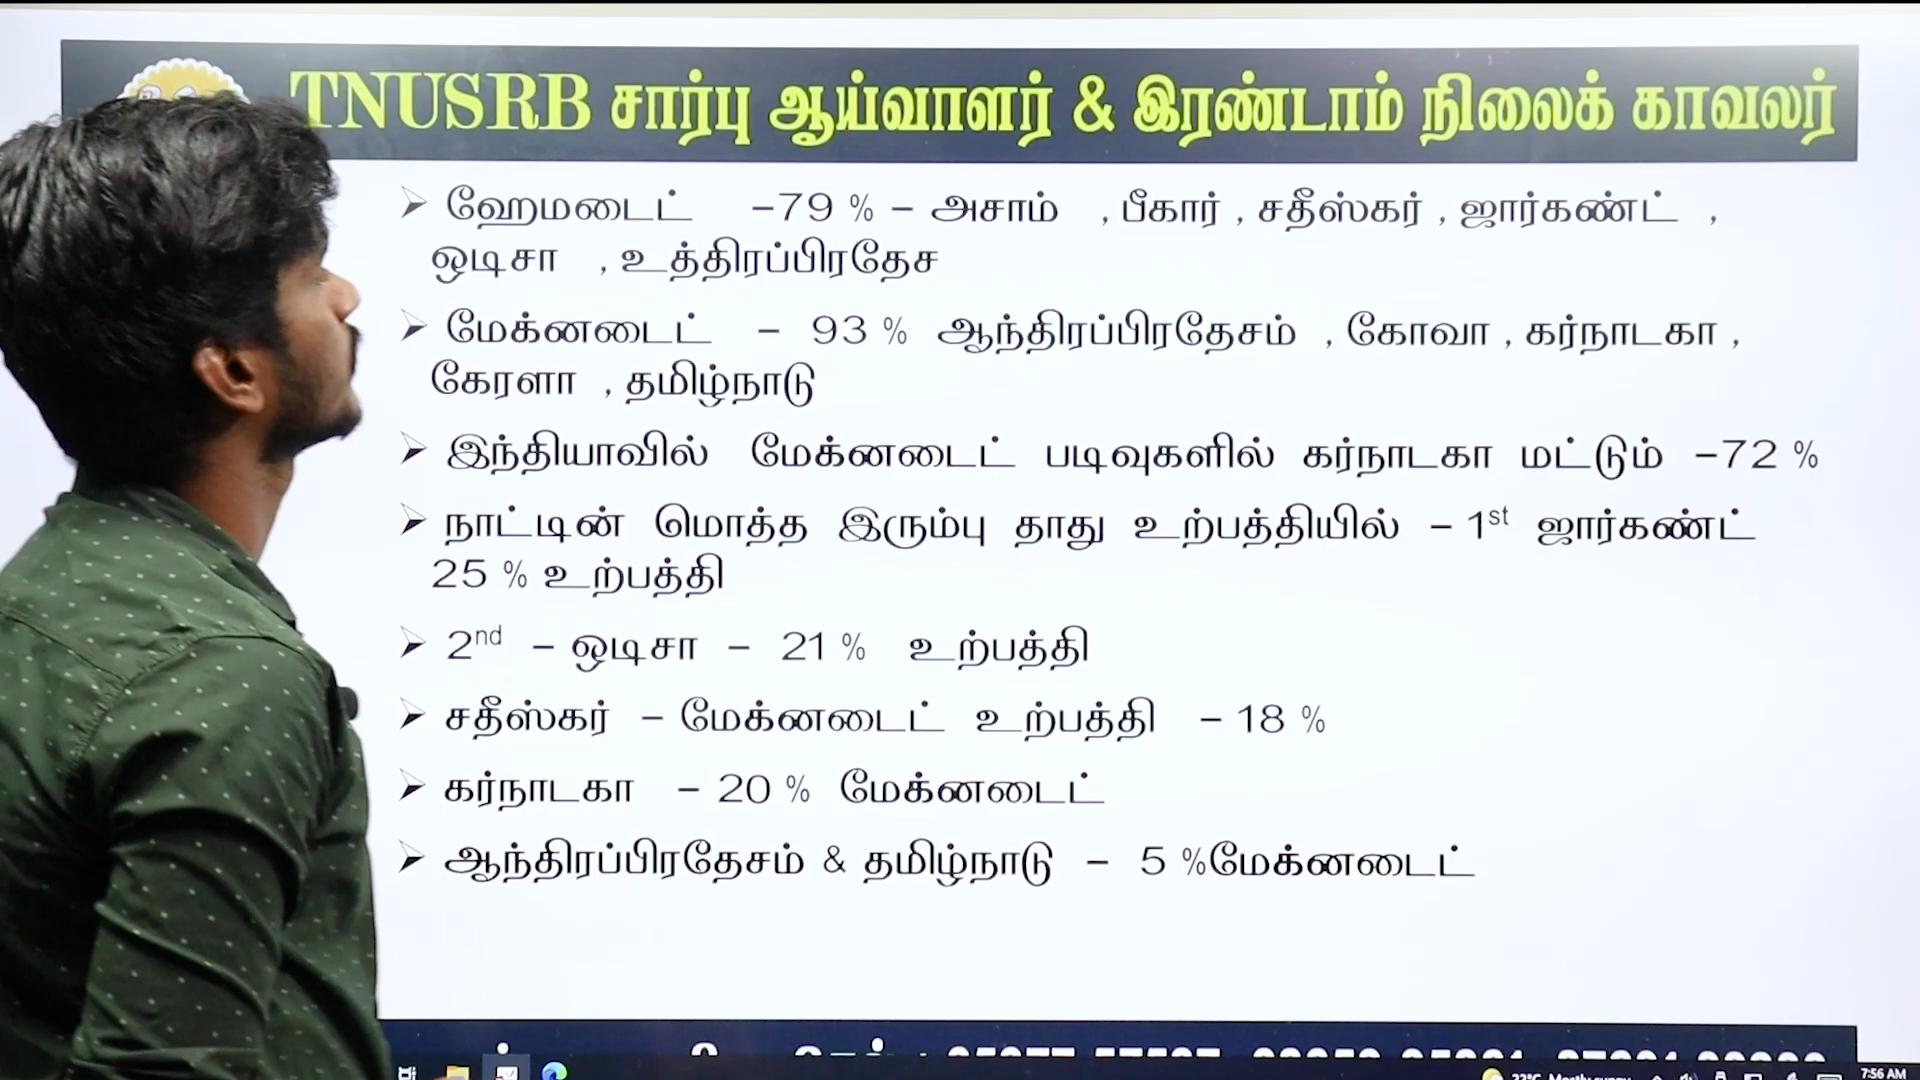 TNUSRB சார்பு ஆய்வாளர் & இரண்டாம் நிலைக் காவலர்
➢ ஹேமடைட் –79 % – அசாம் , பீகார் , சதீஸ்கர் , ஜார்கண்ட் ,
ஒடிசா , உத்திரப்பிரதேச
➢ மேக்னடைட் – 93 % ஆந்திரப்பிரதேசம் , கோவா , கர்நாடகா ,
கேரளா , தமிழ்நாடு
➢ இந்தியாவில் மேக்னடைட் படிவுகளில் கர்நாடகா மட்டும் –72 %
➢ நாட்டின் மொத்த இரும்பு தாது உற்பத்தியில் – 1st ஜார்கண்ட்
25 % உற்பத்தி
➢ 2nd – ஒடிசா – 21 % உற்பத்தி
➢ சதீஸ்கர் – மேக்னடைட் உற்பத்தி – 18 %
➢ கர்நாடகா – 20 % மேக்னடைட்
➢ ஆந்திரப்பிரதேசம் & தமிழ்நாடு – 5 %மேக்னடைட்
7:56 AM